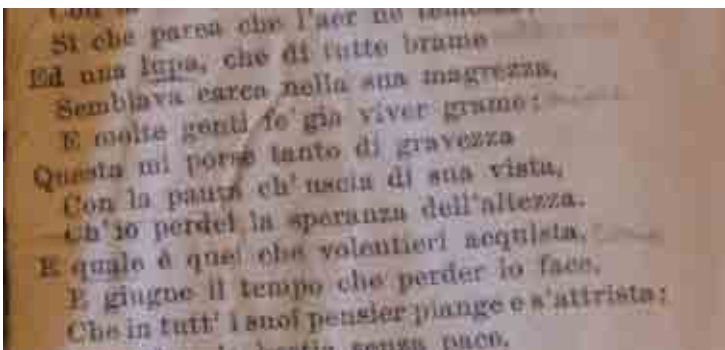 Si che parea che l'aer ne temesse:
Ed una lupa, che di tutte brame
Sembiava carca nella sua magrezza,
E molte genti fe' già viver grame:
Questa mi porse tanto di gravezza
Con la paura ch'uscia di sua vista,
Ch'io perdei la speranza dell'altezza.
E quale è quei che volentieri acquista,
E giugne il tempo che perder lo face,
Che in tutt' i suoi pensier piange e s'attrista;
bestia senza pace,